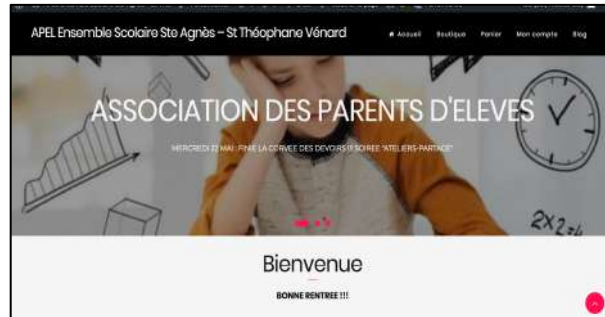 APEL Ensemble Scolaire Ste Agnès – St Théophane Vénard
Accueil Boutique Panier Mon compte Blog
ASSOCIATION DES PARENTS D'ELEVES
MERCREDI 22 MAI : FINIE LA CORVEE DES DEVOIRS !!! SOIREE "ATELIERS-PARTAGE"
2x2=4
Bienvenue
BONNE RENTREE !!!